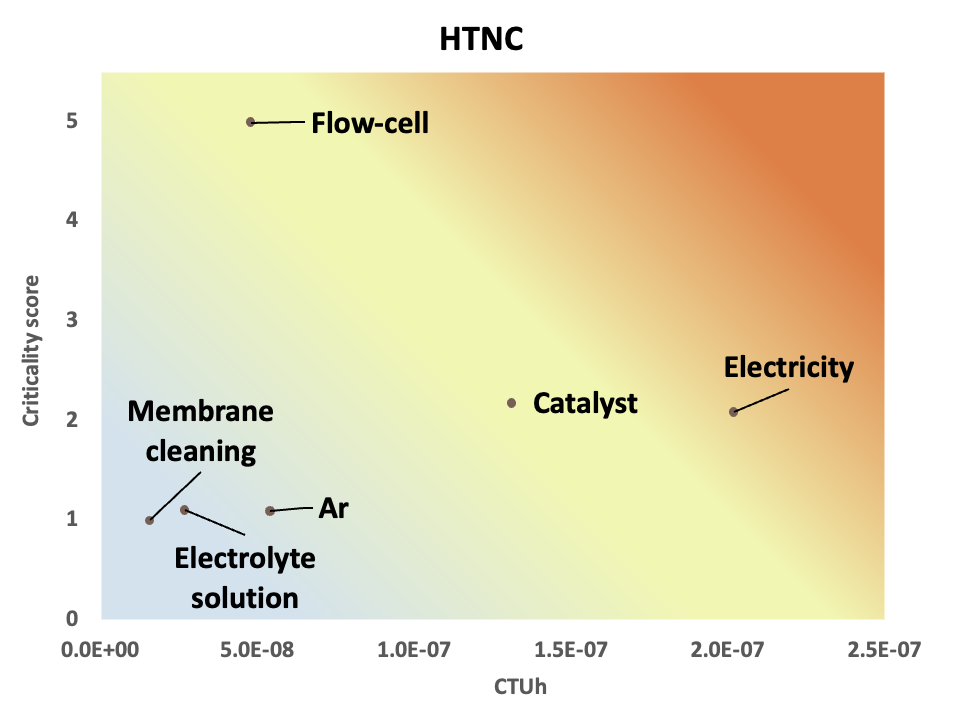 HTNC
5
Flow-cell
4
3
Criticality score
Electricity
Catalyst
2
Membrane
cleaning
1
Ar
Electrolyte
solution
0
0.0E+00 5.0E-08 1.0E-07 1.5E-07 2.0E-07 2.5E-07
CTUh